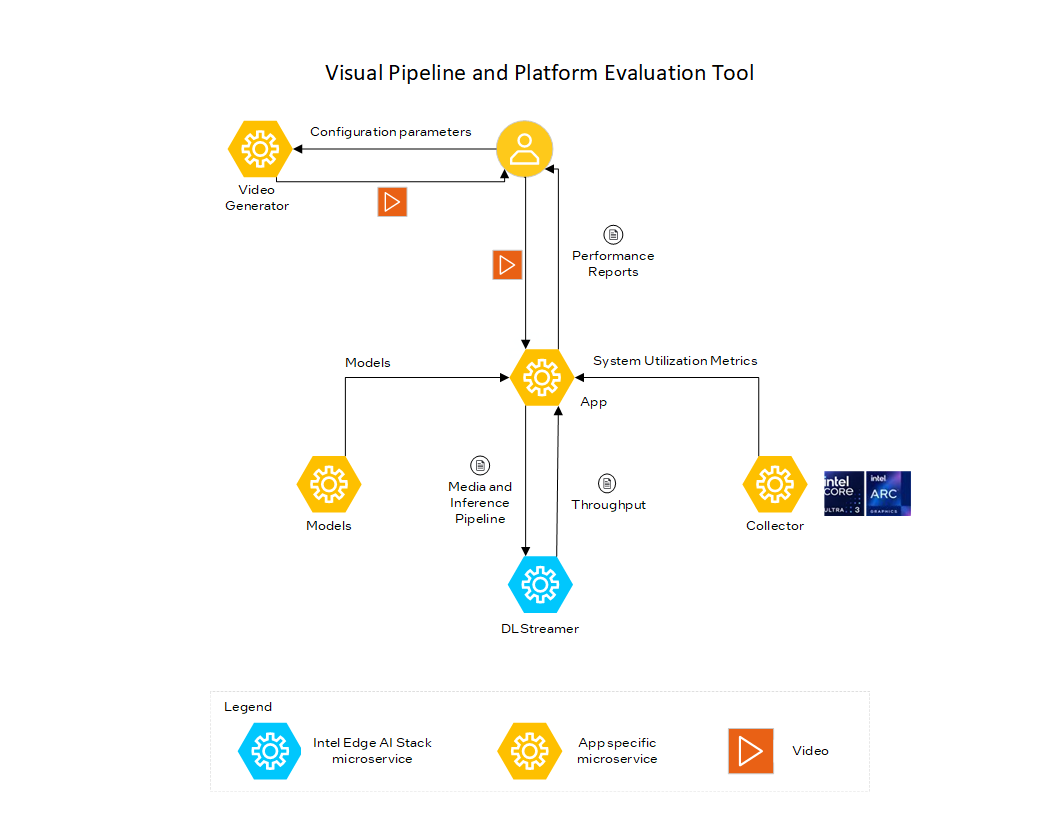 Visual Pipeline and Platform Evaluation Tool
Configuration parameters
Video
Generator
Performance
Reports
Models
System Utilization Metrics
App
Media and
Inference
Pipeline
Throughput
Models
Collector
intel
CORE
ULTRA 3
intel
ARC
GRAPHICS
DLStreamer
Legend
Intel Edge AI Stack
microservice
App specific
microservice
Video